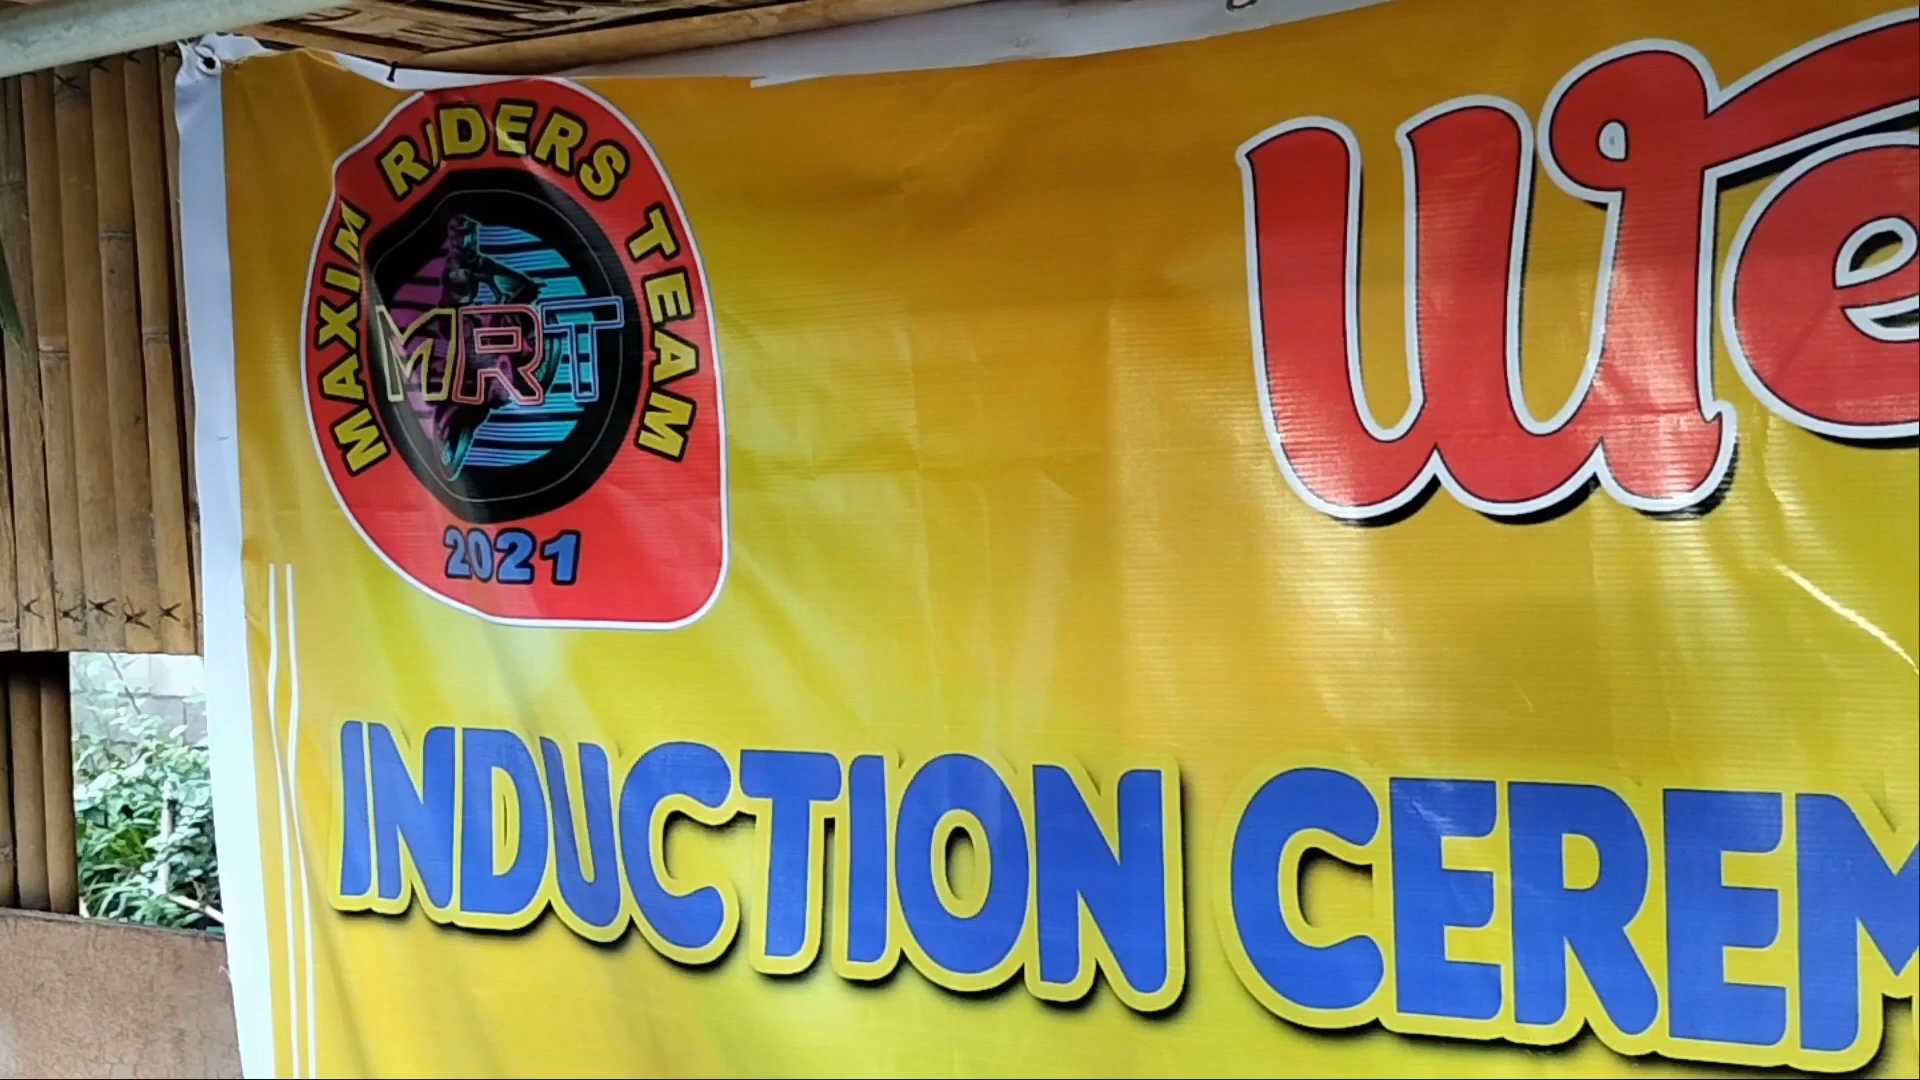 MAXIM RIDERS TEAM
MRT
2021
We
INDUCTION CEREM